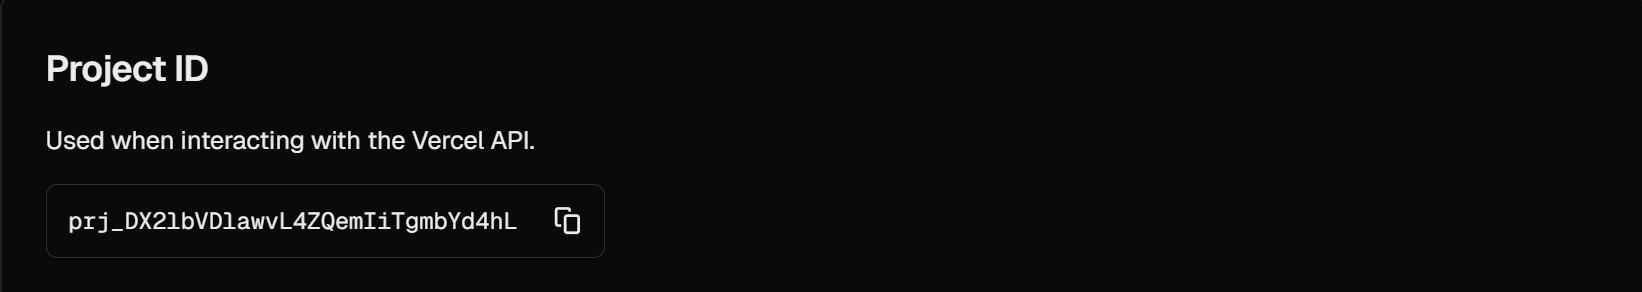 Project ID
Used when interacting with the Vercel API.
prj_DX2lbVDlawvL4ZQemIiTgmbYd4hL